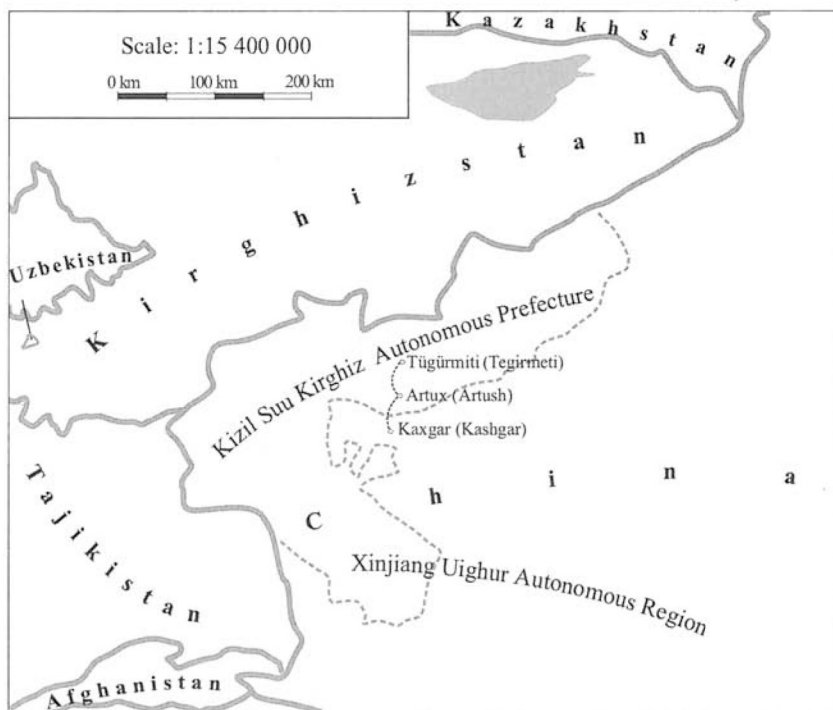 Scale: 1:15 400 000
0 km 100 km 200 km
Kazakhstan
Kirghizstan
Uzbekistan
Kizil Suu Kirghiz Autonomous Prefecture
Tügürmiti (Tegirmeti)
Artux (Artush)
Kaxgar (Kashgar)
China
Tajikistan
Xinjiang Uighur Autonomous Region
Afghanistan